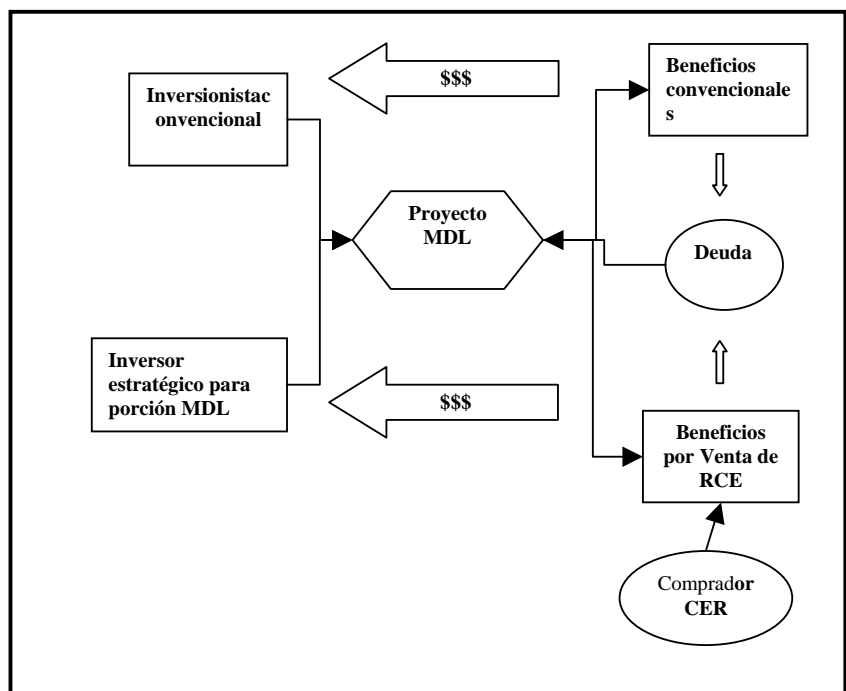 Inversionistac
onvencional
$$$
Beneficios
convencionale
s
Proyecto
MDL
Deuda
Inversor
estratégico para
porción MDL
$$$
Beneficios
por Venta de
RCE
Comprador
CER